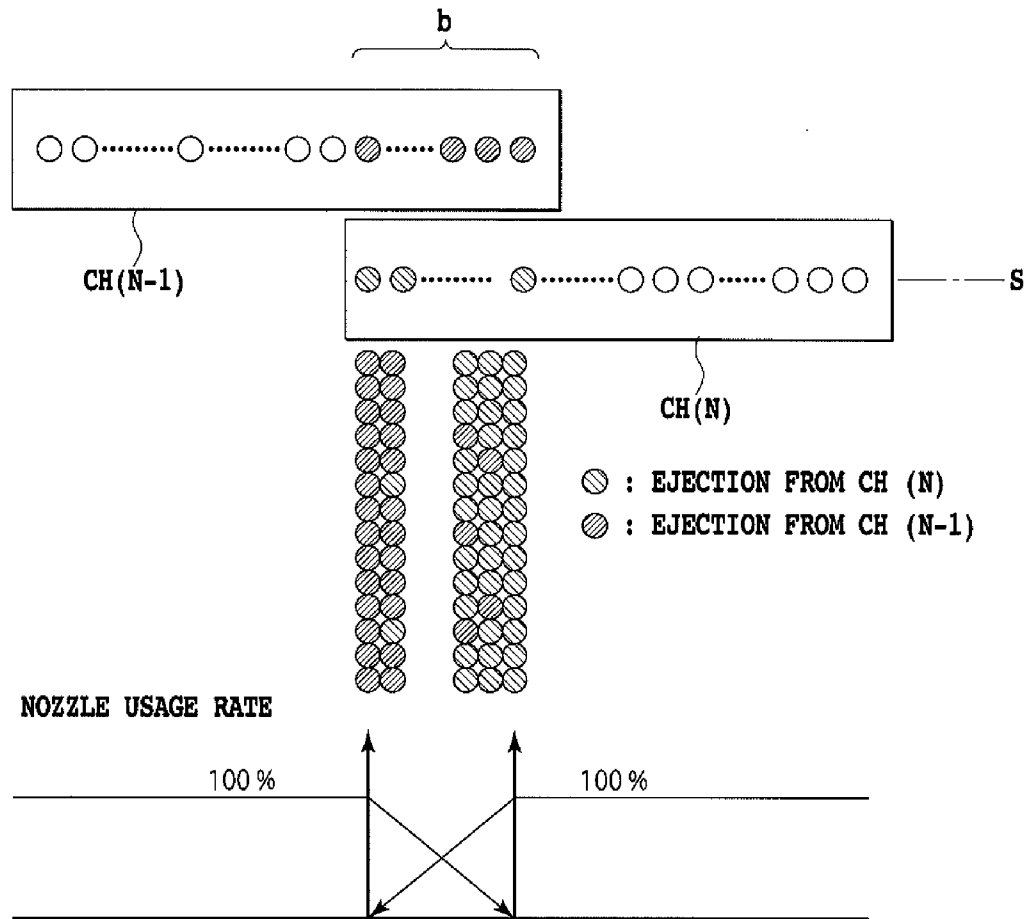 b
CH(N-1)
S
CH(N)
: EJECTION FROM CH (N)
: EJECTION FROM CH (N-1)
NOZZLE USAGE RATE
100 %
100 %